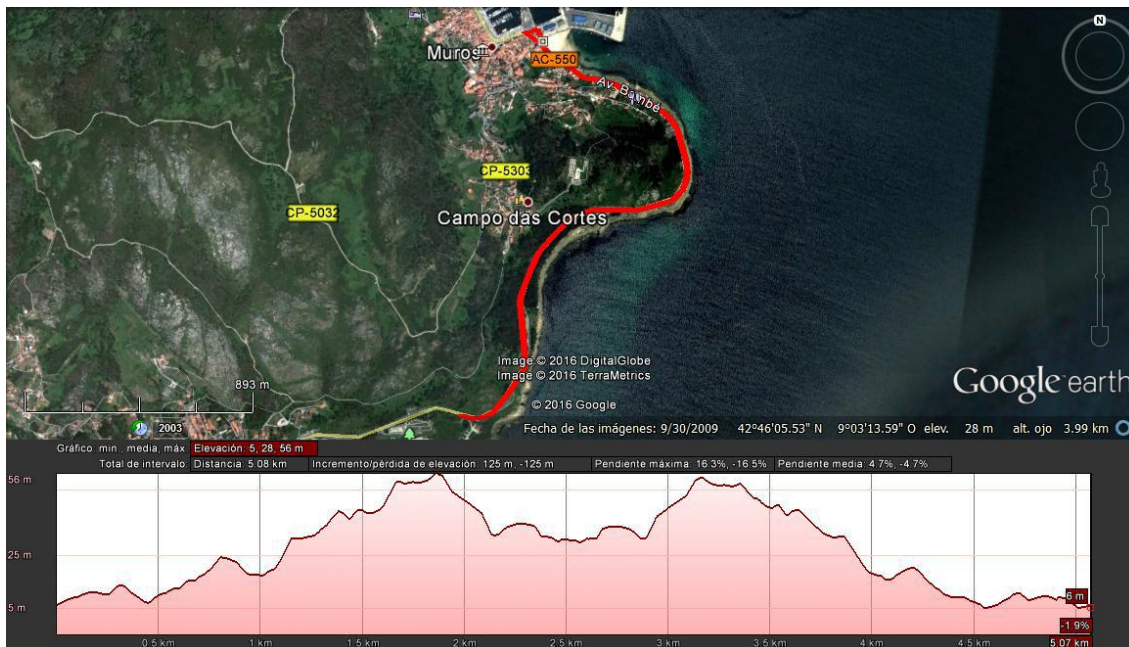 N
Muros
AC-550
Av. Bambé
CP-5303
CP-5032
Campo das Cortes
Image © 2016 DigitalGlobe
Image © 2016 TerraMetrics
893 m
© 2016 Google
Google earth
2003
Fecha de las imágenes: 9/30/2009 42°46'05.53" N 9°03'13.59" O elev. 28 m alt. ojo 3.99 km
Gráfico: min., media, máx Elevación: 5, 28, 56 m
Total de intervalo: Distancia: 5.08 km Incremento/pérdida de elevación: 125 m, -125 m Pendiente máxima: 16.3%, -16.5% Pendiente media: 4.7%, -4.7%
56 m
25 m
5 m
6 m
-1.9%
0.5 km 1 km 1.5 km 2 km 2.5 km 3 km 3.5 km 4 km 4.5 km 5.07 km